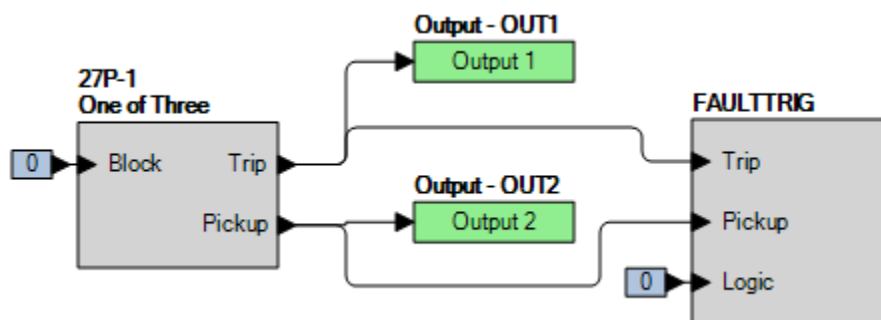 Output - OUT1
Output 1
27P-1
One of Three
FAULTTRIG
0
Block
Trip
Trip
Output - OUT2
Pickup
Output 2
Pickup
0
Logic